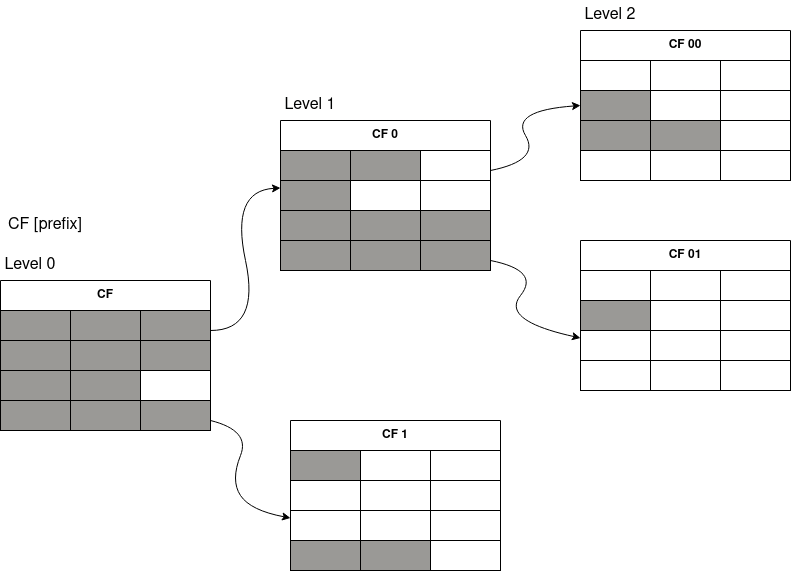 Level 2
CF 00
Level 1
CF 0
CF [prefix]
Level 0
CF
CF 01
CF 1